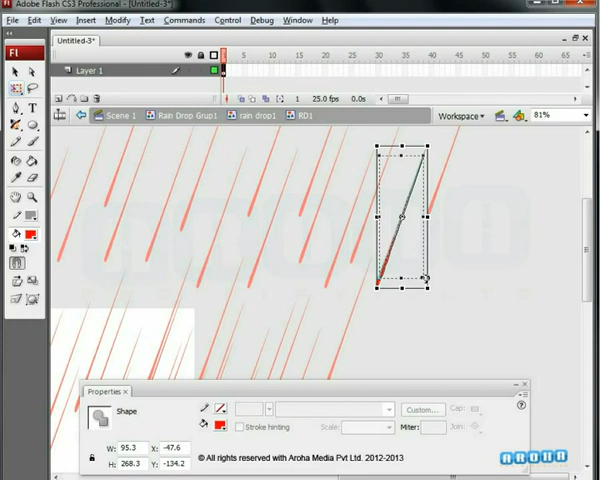 Adobe Flash CS3 Professional - [Untitled-3*]
File Edit View Insert Modify Text Commands Control Debug Window Help
Fl
Untitled-3*
5 10 15 20 25 30 35 40 45 50 55 60 65
Layer 1
1 25.0 fps 0.0s
Scene 1 Rain Drop Grup1 rain drop1 RD1 Workspace 81%
T
Properties
Shape
Custom... Cap:
Stroke hinting Scale: Miter: Join:
W: 95.3 X: -47.6
H: 268.3 Y: -134.2
© All rights reserved with Aroha Media Pvt Ltd. 2012-2013
AROHA